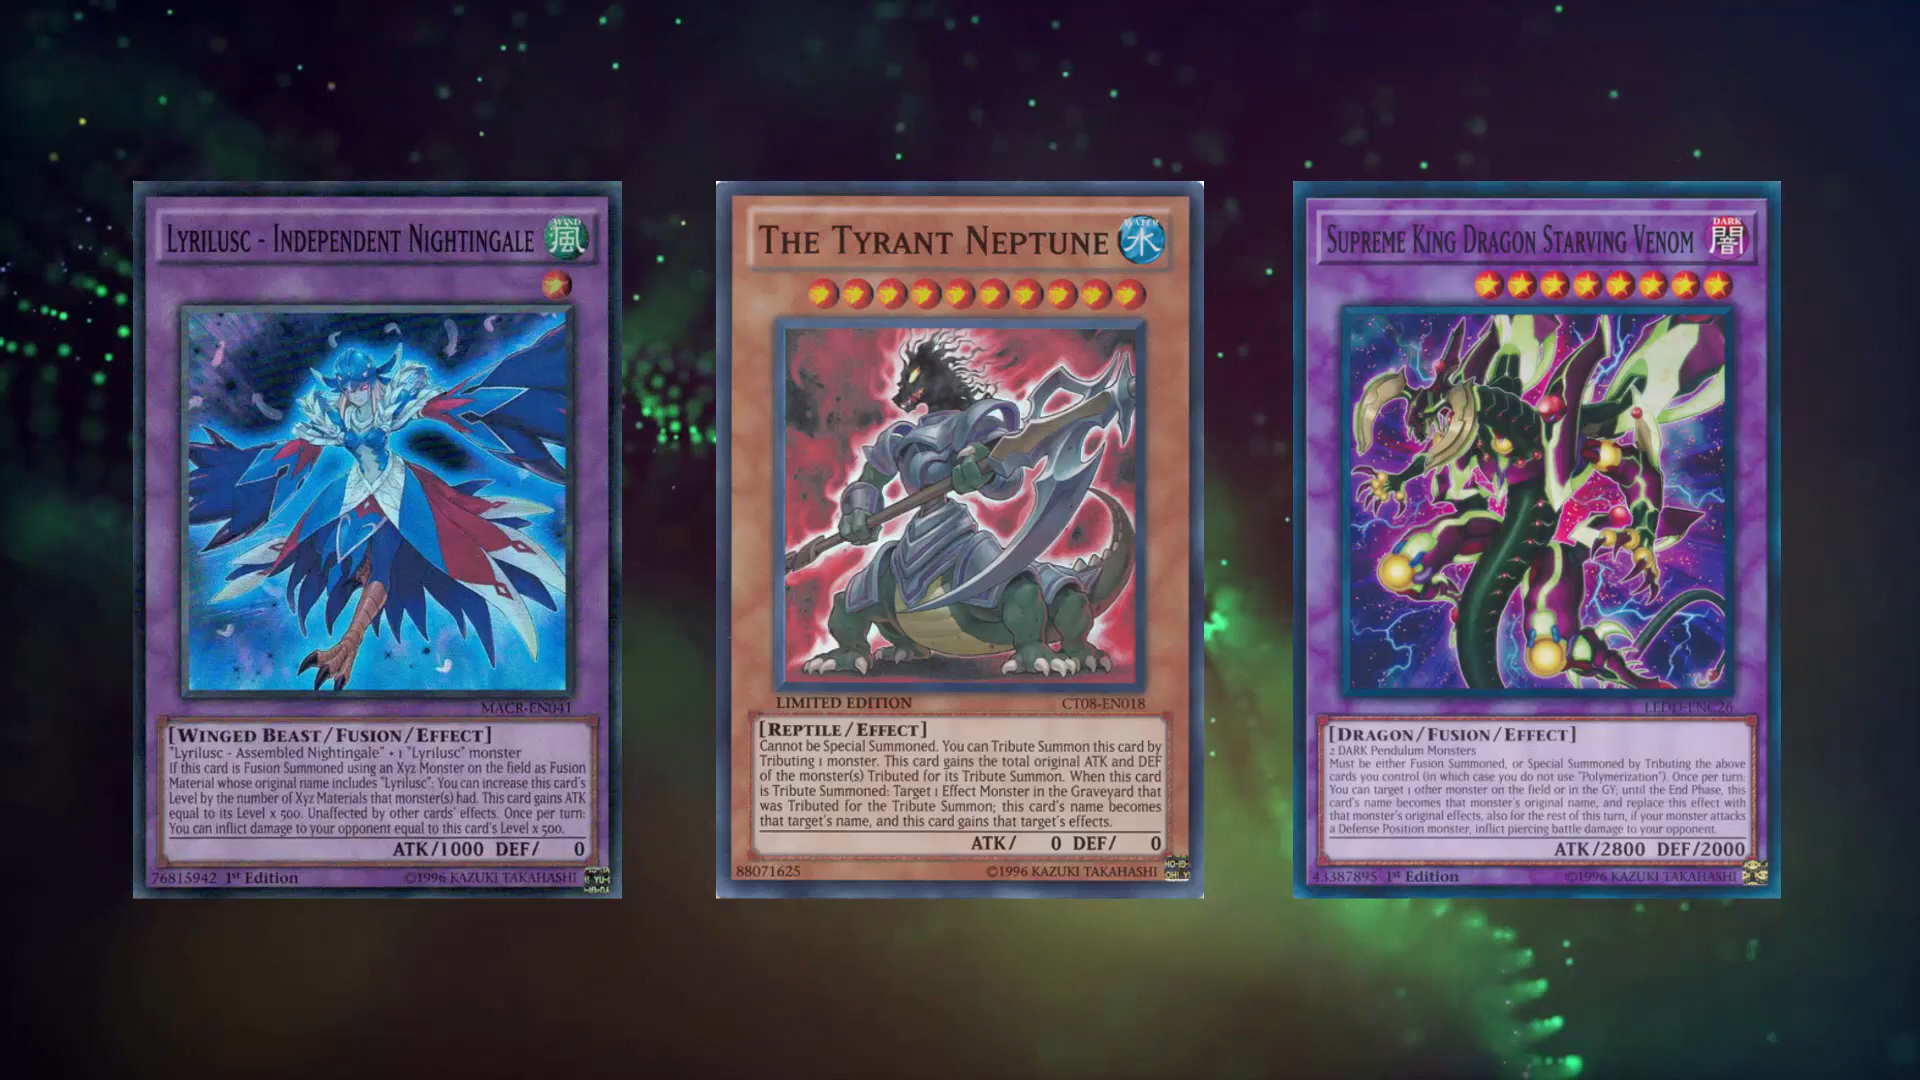 LYRILUSC - INDEPENDENT NIGHTINGALE
WIND
風
MACR-EN041
[WINGED BEAST/FUSION/EFFECT]
"Lyrilusc - Assembled Nightingale" + 1 "Lyrilusc" monster
If this card is Fusion Summoned using an Xyz Monster on the field as Fusion
Material whose original name includes "Lyrilusc": You can increase this card's
Level by the number of Xyz Materials that monster(s) had. This card gains ATK
equal to its Level x 500. Unaffected by other cards' effects. Once per turn:
You can inflict damage to your opponent equal to this card's Level x 500.
ATK/1000 DEF/ 0
76815942 1st Edition ©1996 KAZUKI TAKAHASHI
THE TYRANT NEPTUNE
WATER
水
LIMITED EDITION CT08-EN018
[REPTILE/EFFECT]
Cannot be Special Summoned. You can Tribute Summon this card by
Tributing 1 monster. This card gains the total original ATK and DEF
of the monster(s) Tributed for its Tribute Summon. When this card
is Tribute Summoned: Target 1 Effect Monster in the Graveyard that
was Tributed for the Tribute Summon; this card's name becomes
that target's name, and this card gains that target's effects.
ATK/ 0 DEF/ 0
88071625 ©1996 KAZUKI TAKAHASHI
SUPREME KING DRAGON STARVING VENOM
DARK
闇
LEDD-ENC26
[DRAGON/FUSION/EFFECT]
2 DARK Pendulum Monsters
Must be either Fusion Summoned, or Special Summoned by Tributing the above
cards you control (in which case you do not use "Polymerization"). Once per turn:
You can target 1 other monster on the field or in the GY; until the End Phase, this
card's name becomes that monster's original name, and replace this effect with
that monster's original effects, also for the rest of this turn, if your monster attacks
a Defense Position monster, inflict piercing battle damage to your opponent.
ATK/2800 DEF/2000
43387895 1st Edition ©1996 KAZUKI TAKAHASHI